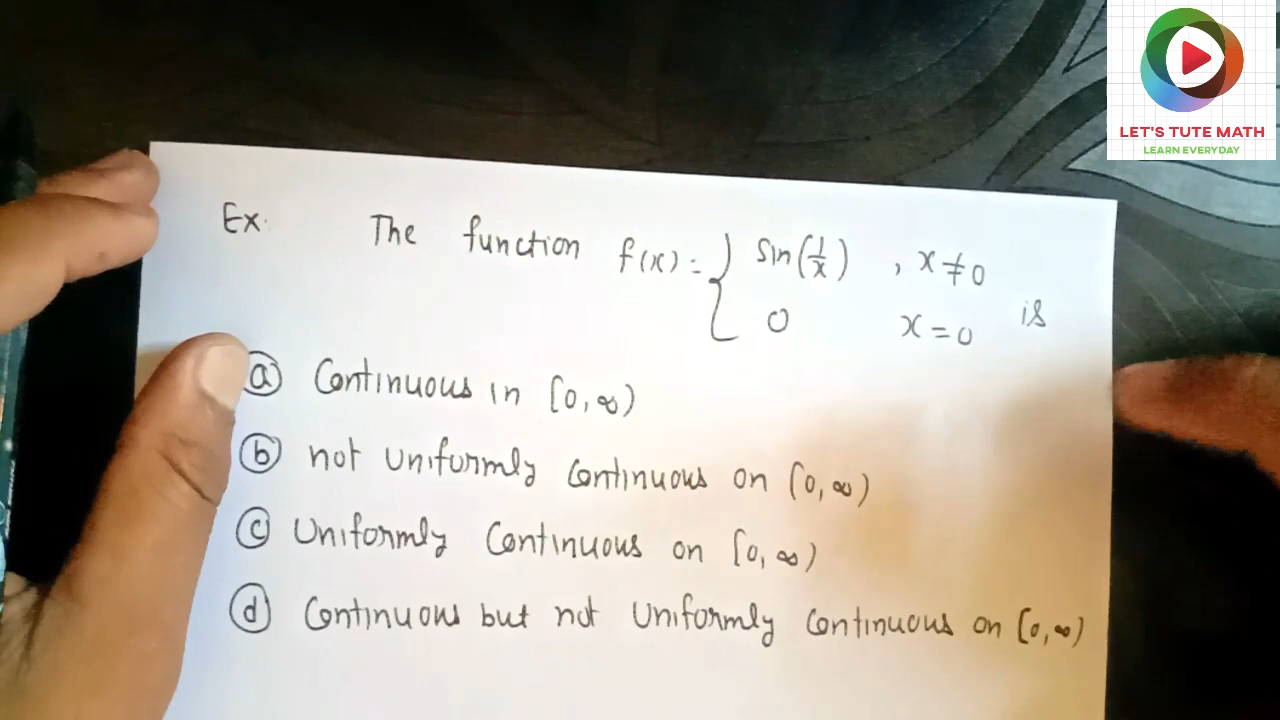 LET'S TUTE MATH
LEARN EVERYDAY
Ex. The function f(x) = { sin(1/x) , x ≠ 0
0 x = 0 is
(a) Continuous in [0, ∞)
(b) not uniformly continuous on [0, ∞)
(c) Uniformly continuous on [0, ∞)
(d) Continuous but not uniformly continuous on [0, ∞)